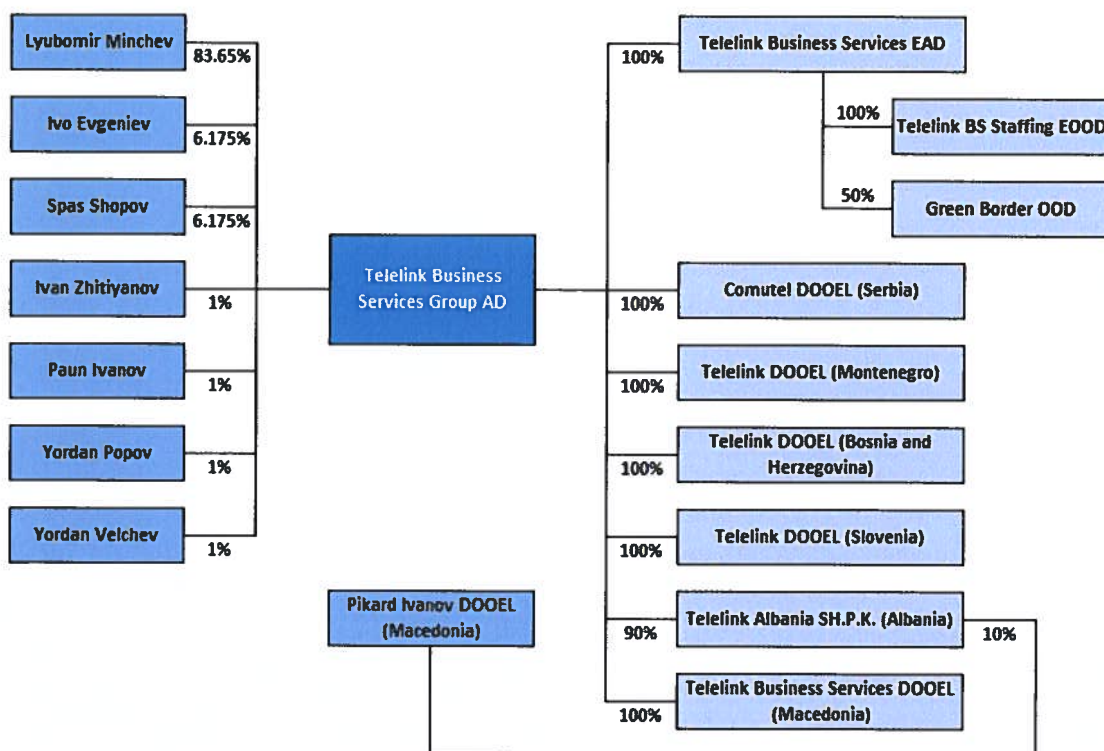 Lyubomir Minchev
83.65%
Ivo Evgeniev
6.175%
Spas Shopov
6.175%
Ivan Zhitiyanov
1%
Paun Ivanov
1%
Yordan Popov
1%
Yordan Velchev
1%
Telelink Business
Services Group AD
Pikard Ivanov DOOEL
(Macedonia)
100%
Telelink Business Services EAD
100%
Telelink BS Staffing EOOD
50%
Green Border OOD
100%
Comutel DOOEL (Serbia)
100%
Telelink DOOEL (Montenegro)
100%
Telelink DOOEL (Bosnia and
Herzegovina)
100%
Telelink DOOEL (Slovenia)
90%
Telelink Albania SH.P.K. (Albania)
10%
100%
Telelink Business Services DOOEL
(Macedonia)